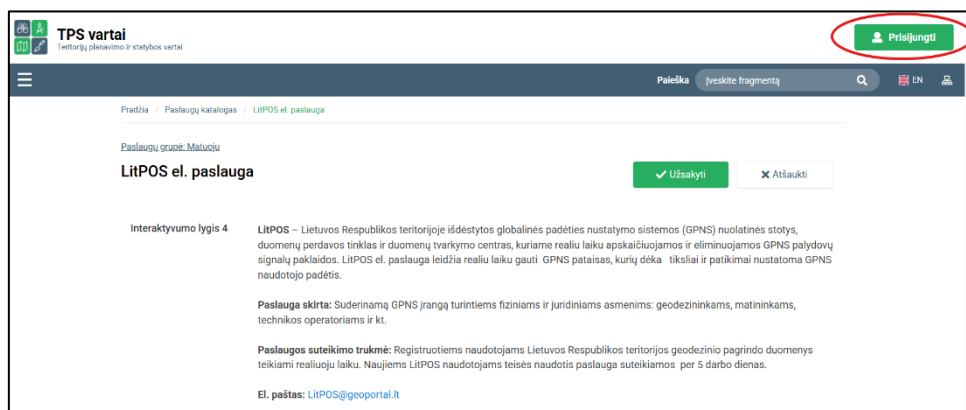 TPS vartai
Teritorijų planavimo ir statybos vartai
Prisijungti
Paieška
Įveskite fragmentą
EN
Pradžia / Paslaugų katalogas / LitPOS el. paslauga
Paslaugų grupė: Matuoju
LitPOS el. paslauga
Užsakyti
Atšaukti
Interaktyvumo lygis 4
LitPOS – Lietuvos Respublikos teritorijoje išdėstytos globalinės padėties nustatymo sistemos (GPNS) nuolatinės stotys,
duomenų perdavos tinklas ir duomenų tvarkymo centras, kuriame realiu laiku apskaičiuojamos ir eliminuojamos GPNS palydovų
signalų paklaidos. LitPOS el. paslauga leidžia realiu laiku gauti GPNS pataisas, kurių dėka tiksliai ir patikimai nustatoma GPNS
naudotojo padėtis.
Paslauga skirta: Suderinamą GPNS įrangą turintiems fiziniams ir juridiniams asmenims: geodezininkams, matininkams,
technikos operatoriams ir kt.
Paslaugos suteikimo trukmė: Registruotiems naudotojams Lietuvos Respublikos teritorijos geodezinio pagrindo duomenys
teikiami realiuoju laiku. Naujiems LitPOS naudotojams teisės naudotis paslauga suteikiamos per 5 darbo dienas.
El. paštas: LitPOS@geoportal.lt